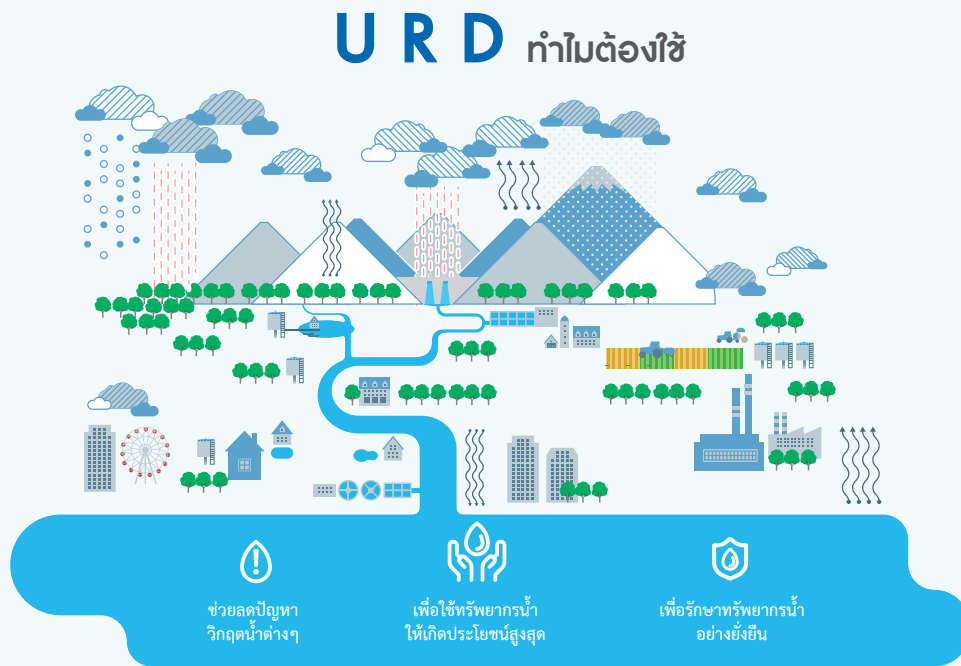 URD ทำไมต้องใช้
ช่วยลดปัญหา
วิกฤตน้ำต่างๆ
เพื่อใช้ทรัพยากรน้ำ
ให้เกิดประโยชน์สูงสุด
เพื่อรักษาทรัพยากรน้ำ
อย่างยั่งยืน